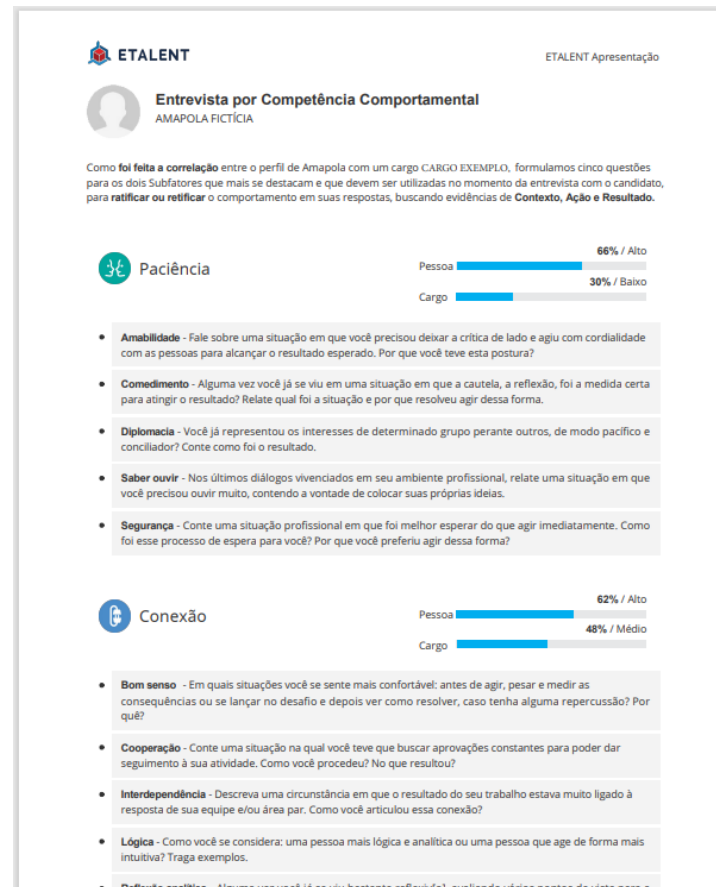 ETALENT
ETALENT Apresentação
Entrevista por Competência Comportamental
AMAPOLA FICTÍCIA
Como foi feita a correlação entre o perfil de Amapola com um cargo CARGO EXEMPLO, formulamos cinco questões
para os dois Subfatores que mais se destacam e que devem ser utilizadas no momento da entrevista com o candidato,
para ratificar ou retificar o comportamento em suas respostas, buscando evidências de Contexto, Ação e Resultado.
Paciência
66% / Alto
Pessoa
30% / Baixo
Cargo
• Amabilidade - Fale sobre uma situação em que você precisou deixar a crítica de lado e agiu com cordialidade
com as pessoas para alcançar o resultado esperado. Por que você teve esta postura?
• Comedimento - Alguma vez você já se viu em uma situação em que a cautela, a reflexão, foi a medida certa
para atingir o resultado? Relate qual foi a situação e por que resolveu agir dessa forma.
• Diplomacia - Você já representou os interesses de determinado grupo perante outros, de modo pacífico e
conciliador? Conte como foi o resultado.
• Saber ouvir - Nos últimos diálogos vivenciados em seu ambiente profissional, relate uma situação em que
você precisou ouvir muito, contendo a vontade de colocar suas próprias ideias.
• Segurança - Conte uma situação profissional em que foi melhor esperar do que agir imediatamente. Como
foi esse processo de espera para você? Por que você preferiu agir dessa forma?
Conexão
62% / Alto
Pessoa
48% / Médio
Cargo
• Bom senso - Em quais situações você se sente mais confortável: antes de agir, pesar e medir as
consequências ou se lançar no desafio e depois ver como resolver, caso tenha alguma repercussão? Por
quê?
• Cooperação - Conte uma situação na qual você teve que buscar aprovações constantes para poder dar
seguimento à sua atividade. Como você procedeu? No que resultou?
• Interdependência - Descreva uma circunstância em que o resultado do seu trabalho estava muito ligado à
resposta de sua equipe e/ou área par. Como você articulou essa conexão?
• Lógica - Como você se considera: uma pessoa mais lógica e analítica ou uma pessoa que age de forma mais
intuitiva? Traga exemplos.